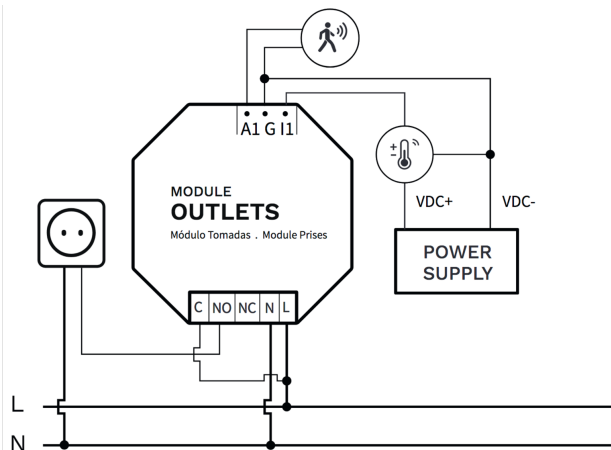 A1 G I1
MODULE
OUTLETS
Módulo Tomadas . Module Prises
VDC+
VDC-
POWER
SUPPLY
C NO NC N L
L
N